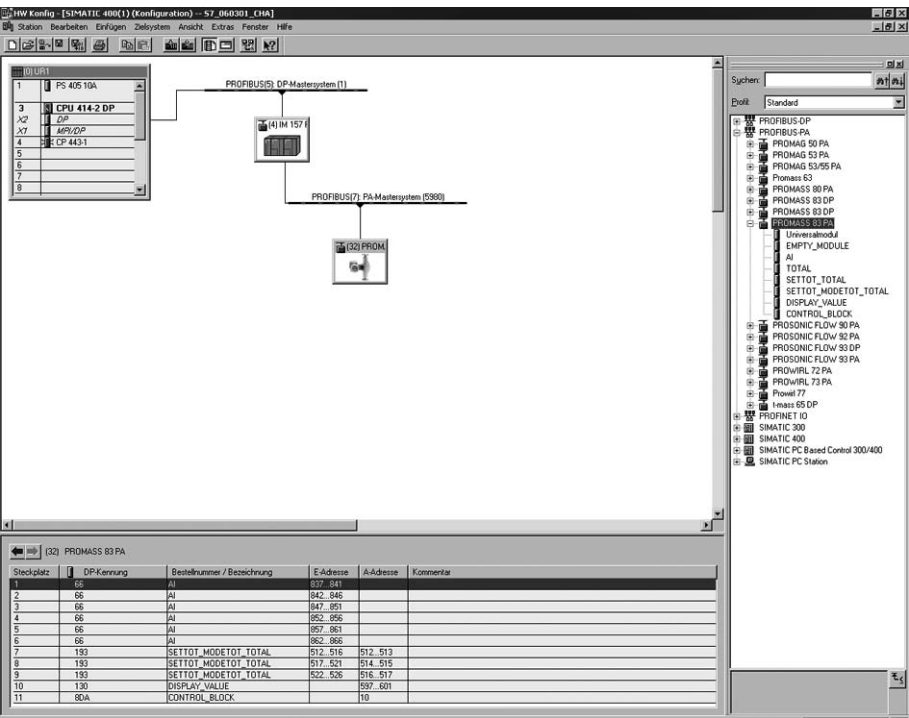 HW Konfig - [SIMATIC 400(1) (Konfiguration) -- S7_060301_CHA]
Station Bearbeiten Einfügen Zielsystem Ansicht Extras Fenster Hilfe
(0) UR1
1 PS 405 10A
3 CPU 414-2 DP
X2 DP
X1 MPI/DP
4 CP 443-1
5
6
7
8
PROFIBUS(5): DP-Mastersystem (1)
(4) IM 157
PROFIBUS(7): PA-Mastersystem (5980)
(32) PROM.
Suchen:
Profil: Standard
PROFIBUS-DP
PROFIBUS-PA
PROMAG 50 PA
PROMAG 53 PA
PROMAG 53/55 PA
Promass 63
PROMASS 80 PA
PROMASS 83 DP
PROMASS 83 DP
PROMASS 83 PA
Universalmodul
EMPTY_MODULE
AI
TOTAL
SETTOT_TOTAL
SETTOT_MODETOT_TOTAL
DISPLAY_VALUE
CONTROL_BLOCK
PROSONIC FLOW 90 PA
PROSONIC FLOW 92 PA
PROSONIC FLOW 93 DP
PROSONIC FLOW 93 PA
PROWIRL 72 PA
PROWIRL 73 PA
Prowirl 77
t-mass 65 DP
PROFINET IO
SIMATIC 300
SIMATIC 400
SIMATIC PC Based Control 300/400
SIMATIC PC Station
(32) PROMASS 83 PA
Steckplatz DP-Kennung Bestellnummer / Bezeichnung E-Adresse A-Adresse Kommentar
1 66 AI 837...841
2 66 AI 842...846
3 66 AI 847...851
4 66 AI 852...856
5 66 AI 857...861
6 66 AI 862...866
7 193 SETTOT_MODETOT_TOTAL 512...516 512...513
8 193 SETTOT_MODETOT_TOTAL 517...521 514...515
9 193 SETTOT_MODETOT_TOTAL 522...526 516...517
10 130 DISPLAY_VALUE 597...601
11 8DA CONTROL_BLOCK 10